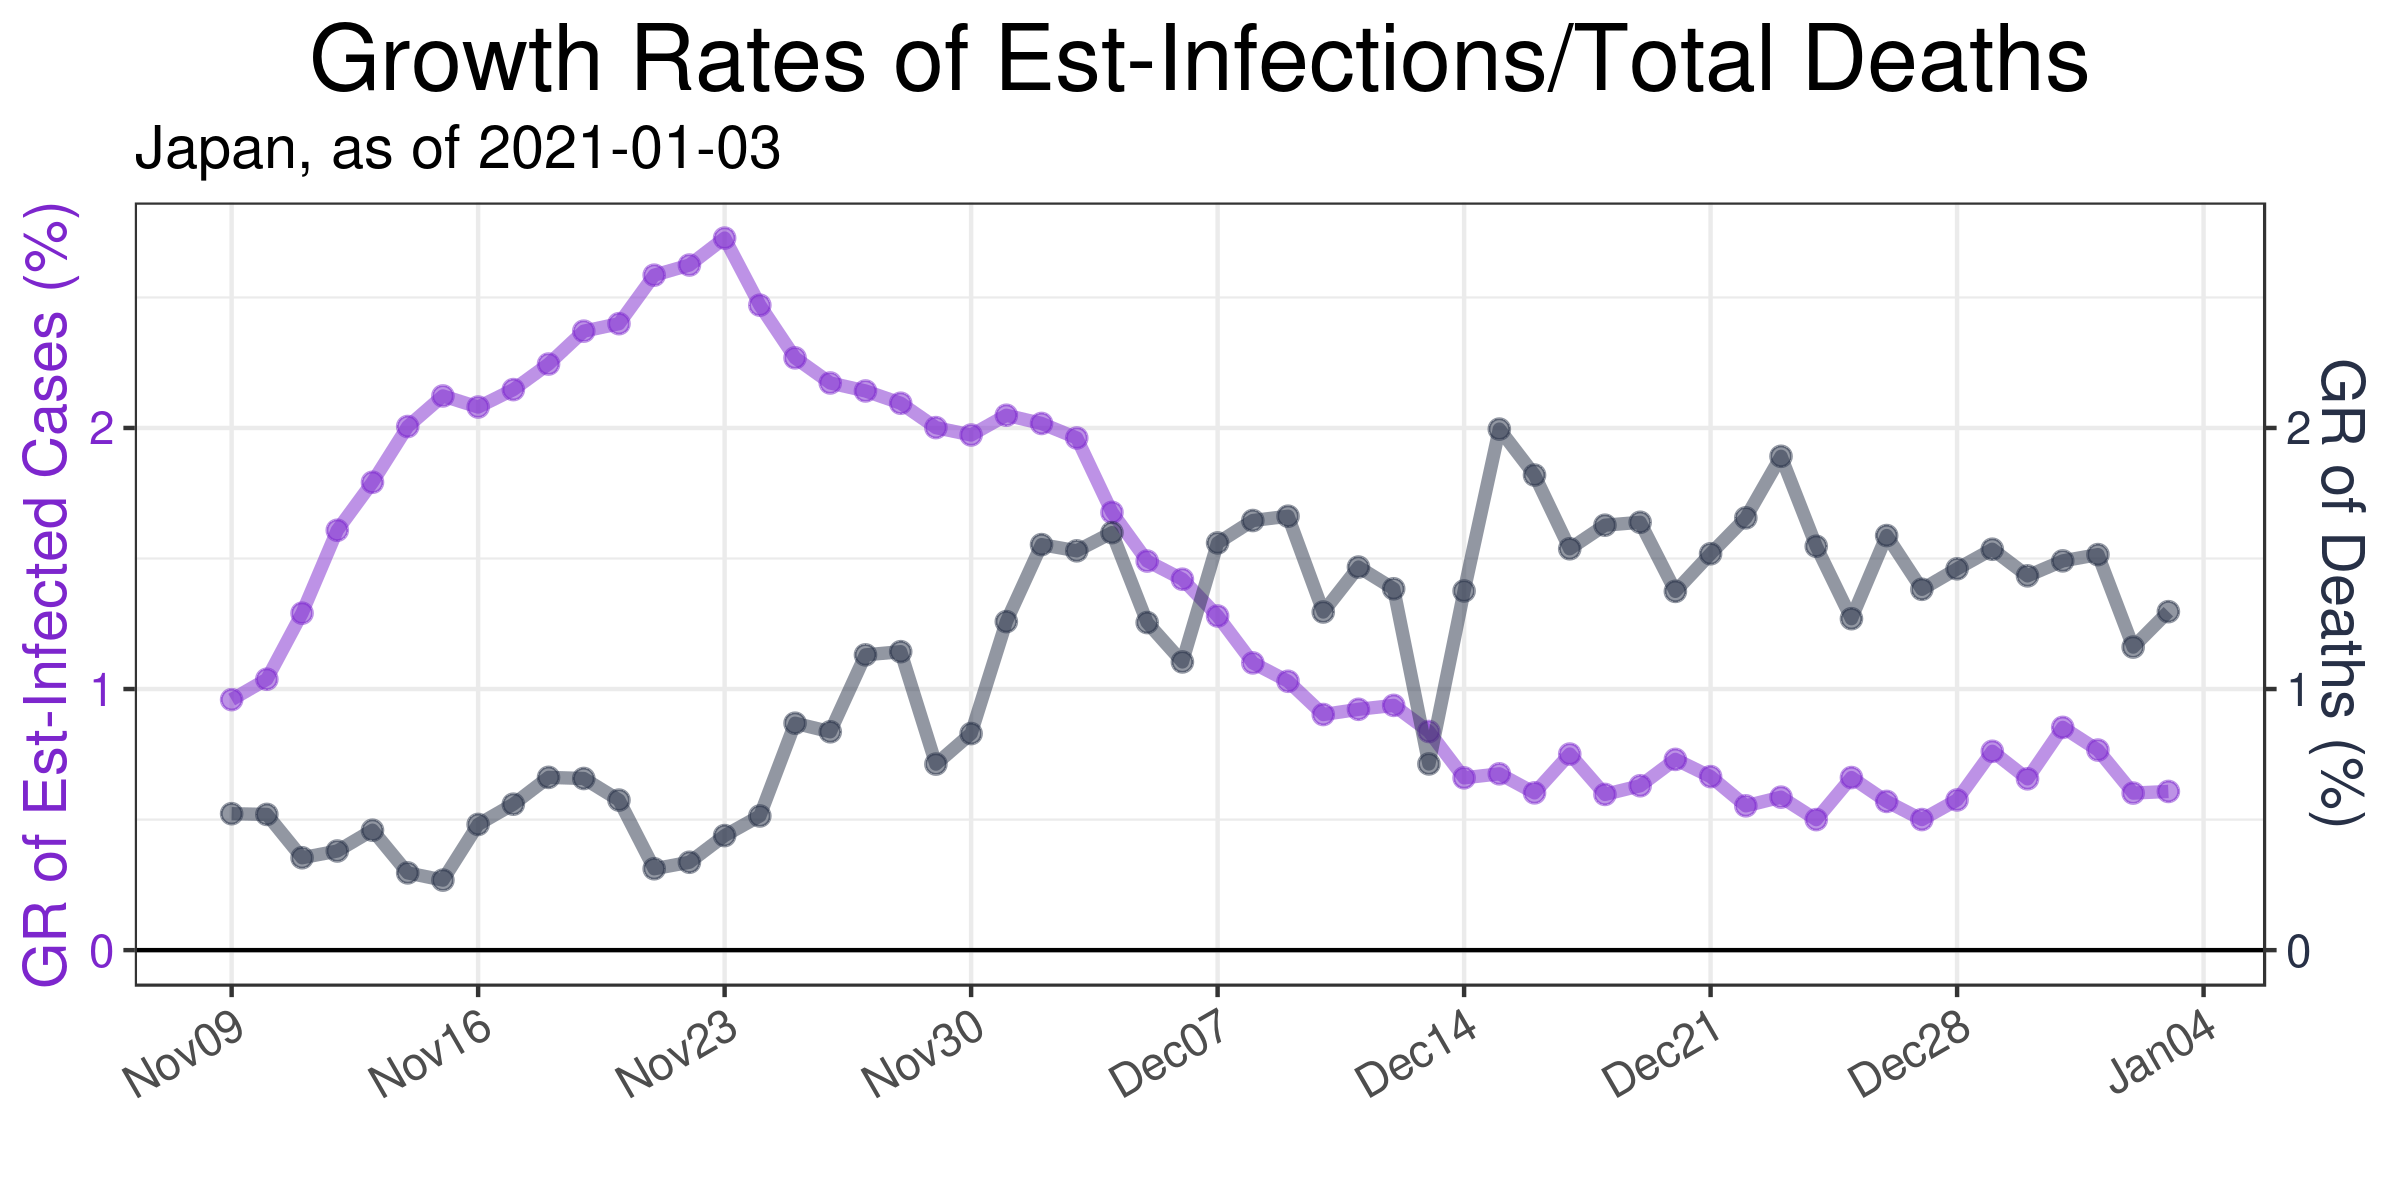 Growth Rates of Est-Infections/Total Deaths
Japan, as of 2021-01-03
GR of Est-Infected Cases (%)
2
1
0
2
1
0
GR of Deaths (%)
Nov09
Nov16
Nov23
Nov30
Dec07
Dec14
Dec21
Dec28
Jan04